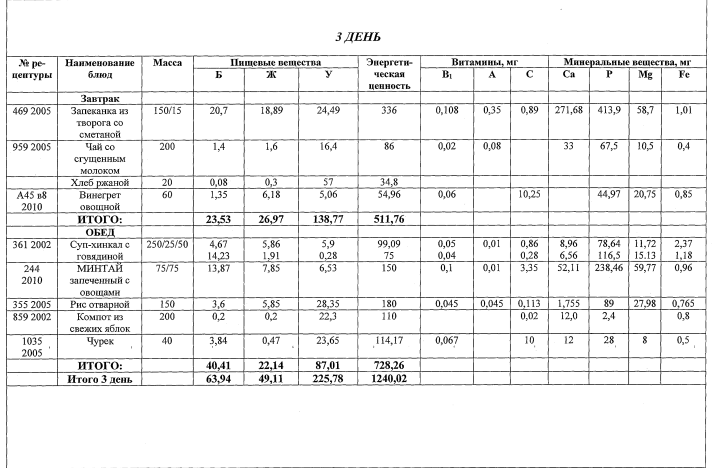 3 ДЕНЬ
№ ре- Наименование Масса Пищевые вещества Энергети- Витамины, мг Минеральные вещества, мг
цептуры блюд Б Ж У ческая В1 А С Са Р Mg Fe
ценность
Завтрак
469 2005 Запеканка из 150/15 20,7 18,89 24,49 336 0,108 0,35 0,89 271,68 413,9 58,7 1,01
творога со
сметаной
959 2005 Чай со 200 1,4 1,6 16,4 86 0,02 0,08 33 67,5 10,5 0,4
сгущенным
молоком
Хлеб ржаной 20 0,08 0,3 57 34,8
А45 в8 Винегрет 60 1,35 6,18 5,06 54,96 0,06 10,25 44,97 20,75 0,85
2010 овощной
ИТОГО: 23,53 26,97 138,77 511,76
ОБЕД
361 2002 Суп-хинкал с 250/25/50 4,67 5,86 5,9 99,09 0,05 0,01 0,86 8,96 78,64 11,72 2,37
говядиной 14,23 1,91 0,28 75 0,04 0,28 6,56 116,5 15.13 1,18
244 МИНТАЙ 75/75 13,87 7,85 6,53 150 0,1 0,01 3,35 52,11 238,46 59,77 0,96
2010 запеченный с
овощами
355 2005 Рис отварной 150 3,6 5,85 28,35 180 0,045 0,045 0,113 1,755 89 27,98 0,765
859 2002 Компот из 200 0,2 0,2 22,3 110 0,02 12,0 2,4 0,8
свежих яблок
1035 Чурек 40 3,84 0,47 23,65 114,17 0,067 10 12 28 8 0,5
2005
ИТОГО: 40,41 22,14 87,01 728,26
Итого 3 день 63,94 49,11 225,78 1240,02